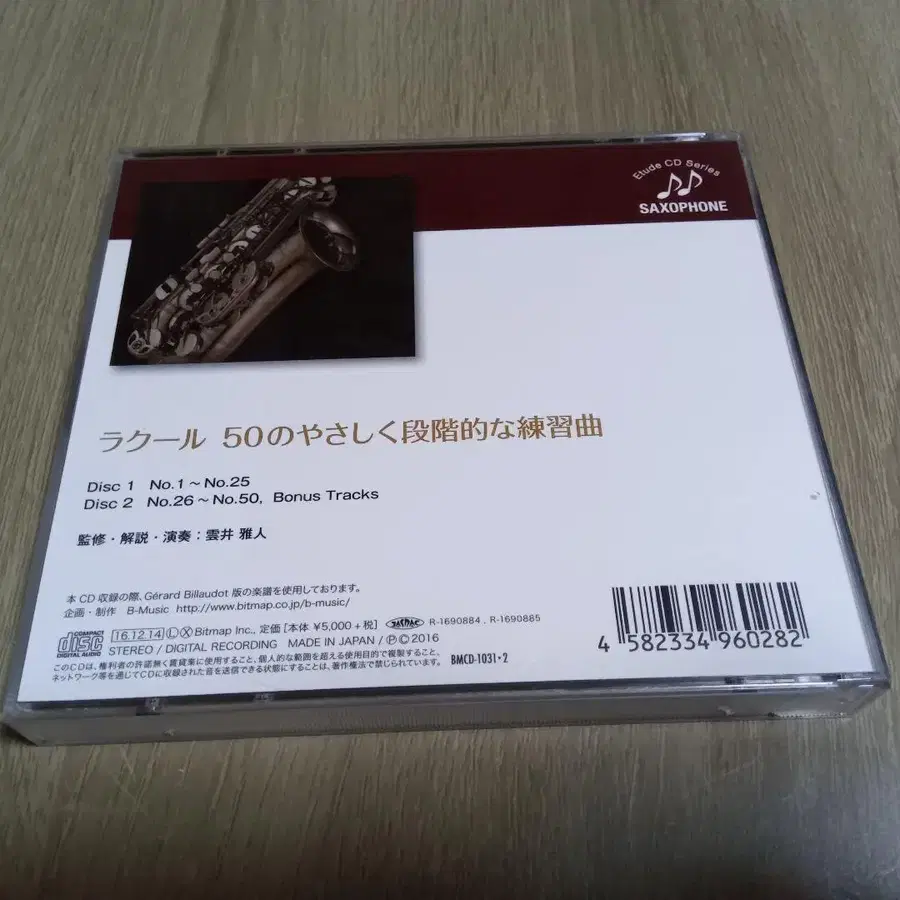 Etude CD Series
SAXOPHONE
ラクール 50のやさしく段階的な練習曲
Disc 1 No.1～No.25
Disc 2 No.26～No.50, Bonus Tracks
監修・解説・演奏：雲井 雅人
本CD収録の際、Gérard Billaudot 版の楽譜を使用しております。
企画・制作 B-Music http://www.bitmap.co.jp/b-music/
COMPACT disc DIGITAL AUDIO
16.12.14 Ⓛ Ⓧ Bitmap Inc., 定価 [本体 ¥5,000+税] JASRAC R-1690884 . R-1690885
STEREO / DIGITAL RECORDING MADE IN JAPAN / Ⓟ Ⓒ 2016
このCDは、権利者の許諾無く賃貸業に使用すること、個人的な範囲を超える使用目的で複製すること、
ネットワーク等を通じてCDに収録された音を送信できる状態にすることは、著作権法で禁じられています。
BMCD-1031・2
4 582334 960282